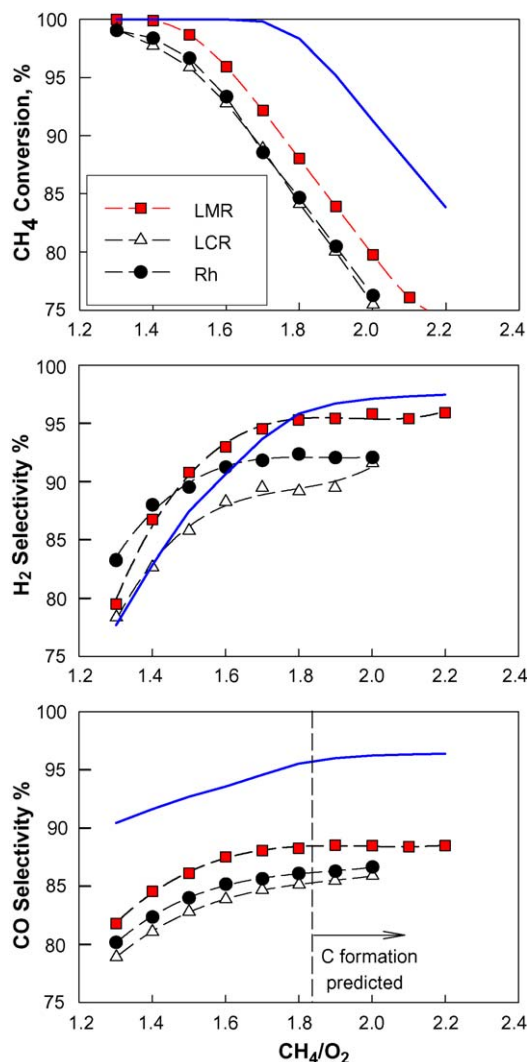 CH4 Conversion, %
100
95
90
85
80
75
LMR
LCR
Rh
1.2 1.4 1.6 1.8 2.0 2.2 2.4
H2 Selectivity %
100
95
90
85
80
75
1.2 1.4 1.6 1.8 2.0 2.2 2.4
CO Selectivity %
100
95
90
85
80
75
C formation
predicted
1.2 1.4 1.6 1.8 2.0 2.2 2.4
CH4/O2